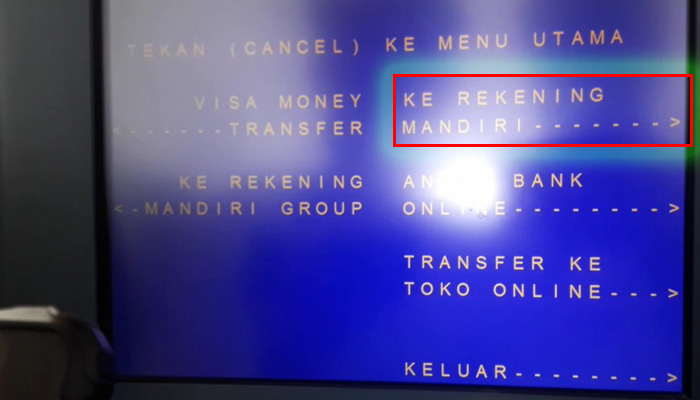 TEKAN (CANCEL) KE MENU UTAMA
VISA MONEY
<------TRANSFER
KE REKENING
MANDIRI------->
KE REKENING
<-MANDIRI GROUP
BANK
ONLINE-------->
TRANSFER KE
TOKO ONLINE--->
KELUAR-------->